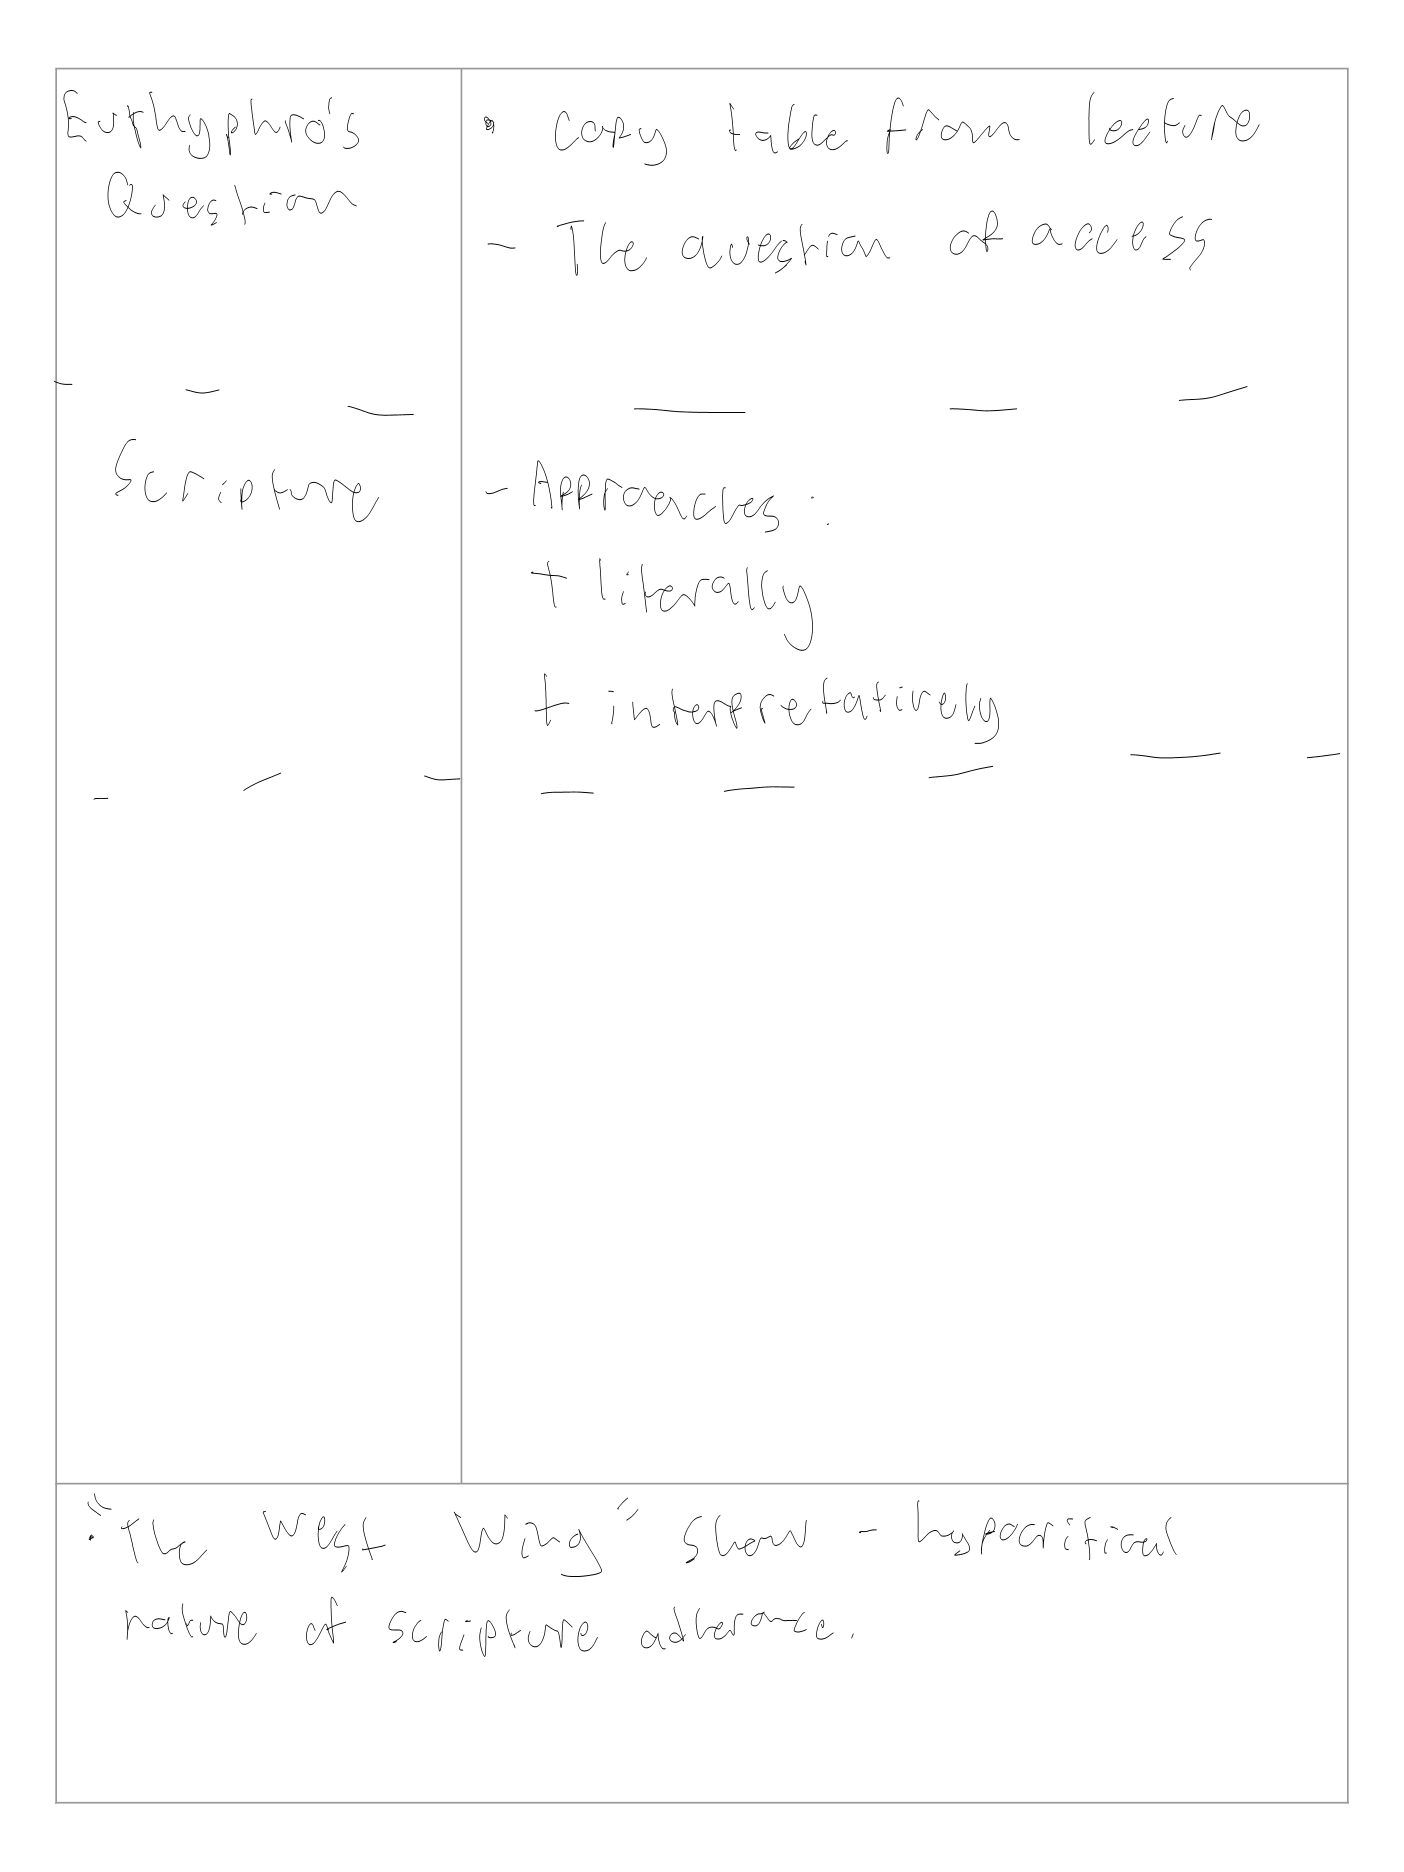 Euthyphro's
Question
• Copy table from lecture
- The question of access
Scripture
- Approaches:
+ literally
+ interpretatively
• "The West Wing" show - hypocritical
nature of scripture adherance.